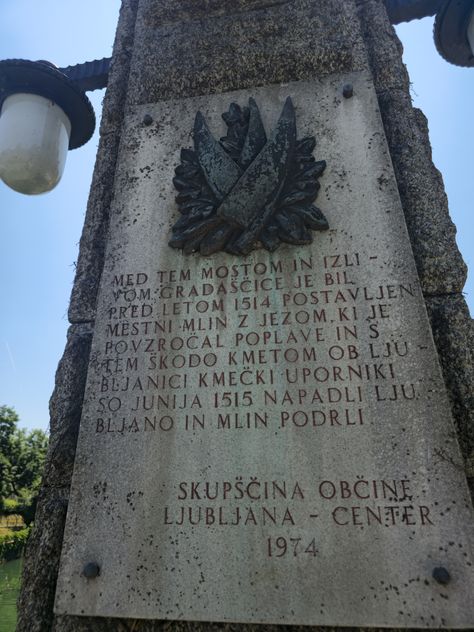 MED TEM MOSTOM IN IZLI -
VOM GRADAŠČICE JE BIL
PRED LETOM 1514 POSTAVLJEN
MESTNI MLIN Z JEZOM, KI JE
POVZROČAL POPLAVE IN S
TEM ŠKODO KMETOM OB LJU
BLJANICI KMEČKI UPORNIKI
SO JUNIJA 1515 NAPADLI LJU
BLJANO IN MLIN PODRLI
SKUPŠČINA OBČINE
LJUBLJANA - CENTER
1974